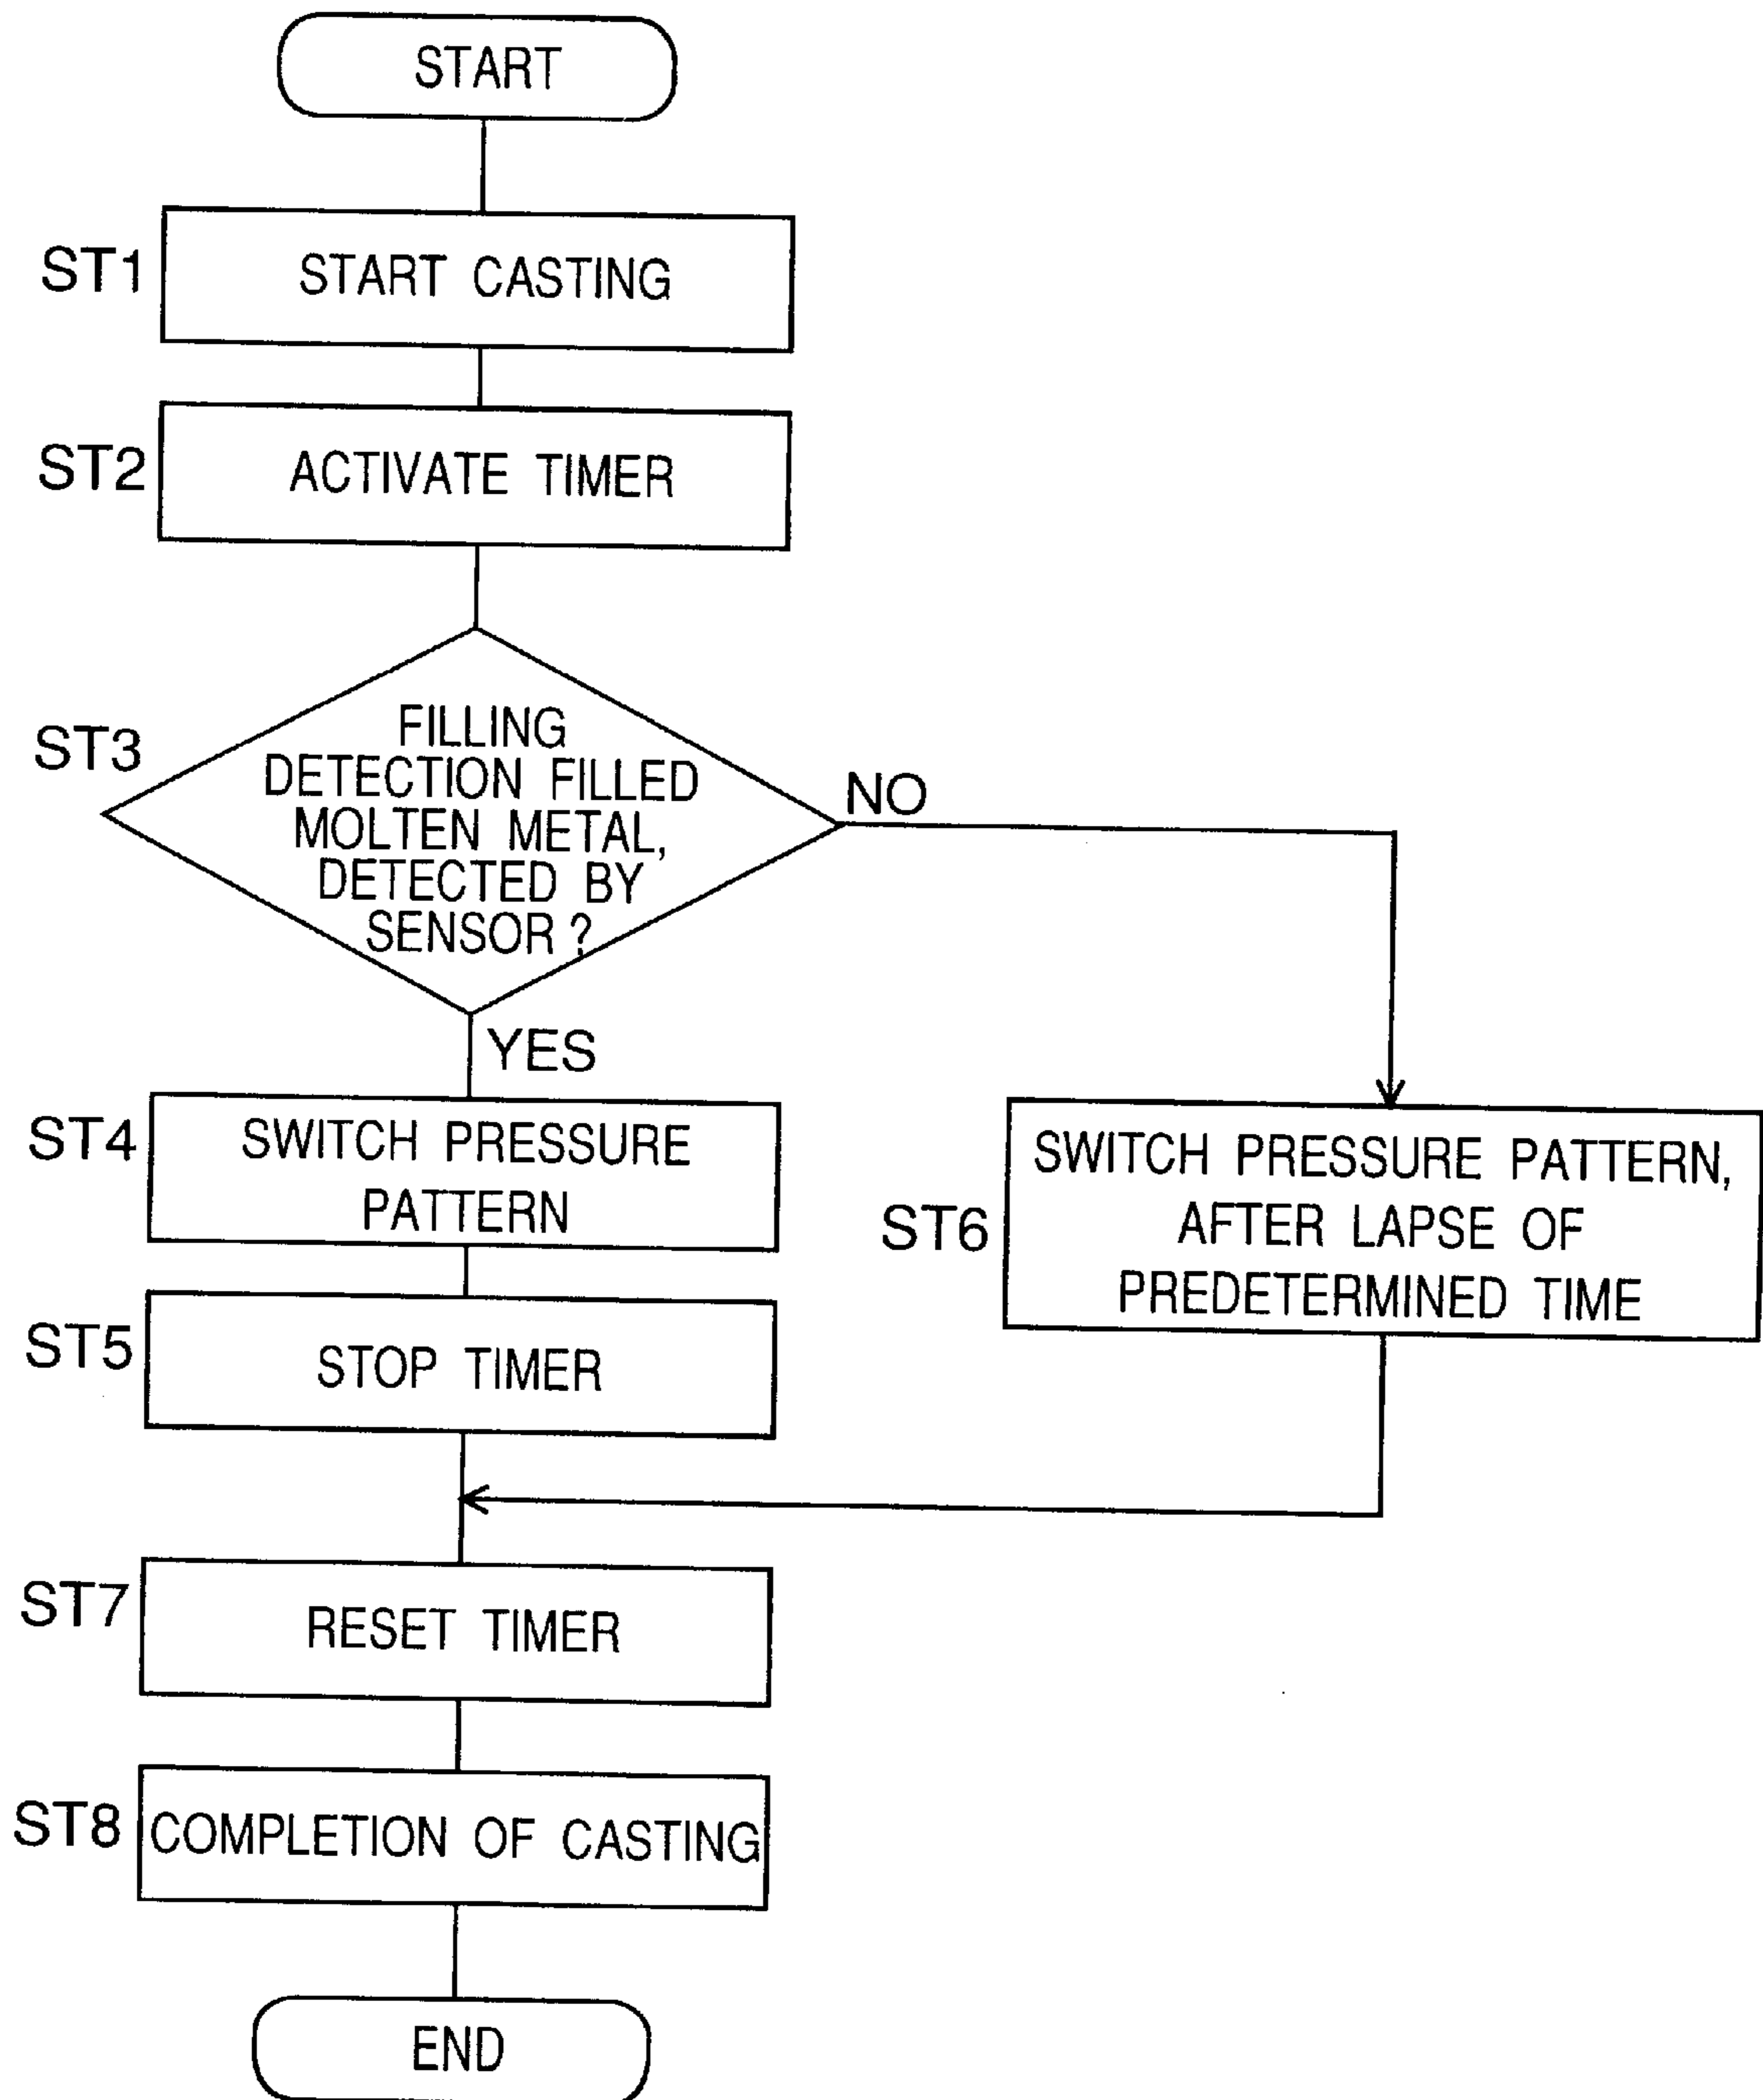 START
ST1
START CASTING
ST2
ACTIVATE TIMER
ST3
FILLING
DETECTION FILLED
MOLTEN METAL,
DETECTED BY
SENSOR ?
NO
YES
ST4
SWITCH PRESSURE
PATTERN
ST6
SWITCH PRESSURE PATTERN,
AFTER LAPSE OF
PREDETERMINED TIME
ST5
STOP TIMER
ST7
RESET TIMER
ST8
COMPLETION OF CASTING
END